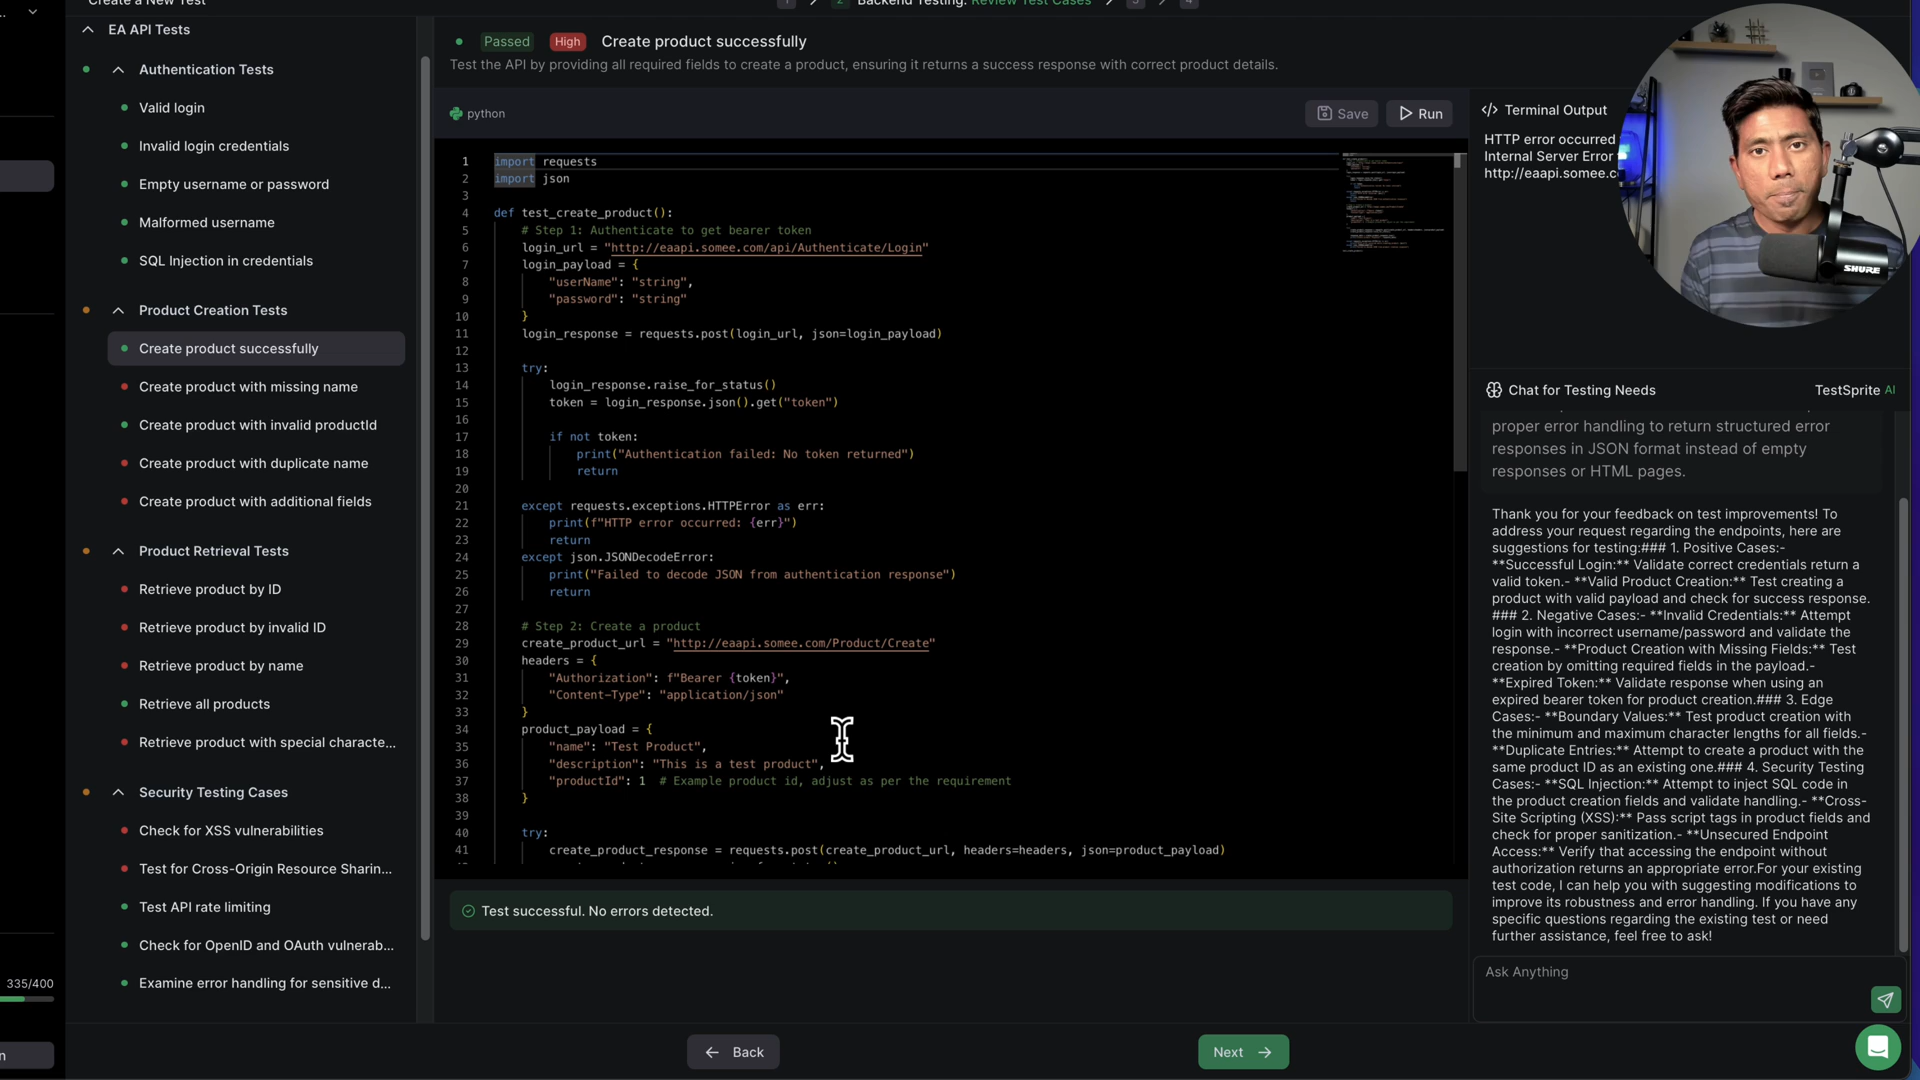 Create a New Test
1
2
Backend Testing: Review Test Cases
3
4
EA API Tests
Authentication Tests
Valid login
Invalid login credentials
Empty username or password
Malformed username
SQL Injection in credentials
Product Creation Tests
Create product successfully
Create product with missing name
Create product with invalid productId
Create product with duplicate name
Create product with additional fields
Product Retrieval Tests
Retrieve product by ID
Retrieve product by invalid ID
Retrieve product by name
Retrieve all products
Retrieve product with special characte...
Security Testing Cases
Check for XSS vulnerabilities
Test for Cross-Origin Resource Sharin...
Test API rate limiting
Check for OpenID and OAuth vulnerab...
Examine error handling for sensitive d...
335/400
Passed High Create product successfully
Test the API by providing all required fields to create a product, ensuring it returns a success response with correct product details.
python
Save
Run
1 import requests
2 import json
3
4 def test_create_product():
5 # Step 1: Authenticate to get bearer token
6 login_url = "http://eaapi.somee.com/api/Authenticate/Login"
7 login_payload = {
8 "userName": "string",
9 "password": "string"
10 }
11 login_response = requests.post(login_url, json=login_payload)
12
13 try:
14 login_response.raise_for_status()
15 token = login_response.json().get("token")
16
17 if not token:
18 print("Authentication failed: No token returned")
19 return
20
21 except requests.exceptions.HTTPError as err:
22 print(f"HTTP error occurred: {err}")
23 return
24 except json.JSONDecodeError:
25 print("Failed to decode JSON from authentication response")
26 return
27
28 # Step 2: Create a product
29 create_product_url = "http://eaapi.somee.com/Product/Create"
30 headers = {
31 "Authorization": f"Bearer {token}",
32 "Content-Type": "application/json"
33 }
34 product_payload = {
35 "name": "Test Product",
36 "description": "This is a test product",
37 "productId": 1 # Example product id, adjust as per the requirement
38 }
39
40 try:
41 create_product_response = requests.post(create_product_url, headers=headers, json=product_payload)
Test successful. No errors detected.
Back
Next
Terminal Output
HTTP error occurred
Internal Server Error
http://eaapi.somee.c
SHURE
Chat for Testing Needs
TestSprite AI
proper error handling to return structured error
responses in JSON format instead of empty
responses or HTML pages.
Thank you for your feedback on test improvements! To
address your request regarding the endpoints, here are
suggestions for testing:### 1. Positive Cases:-
**Successful Login:** Validate correct credentials return a
valid token.- **Valid Product Creation:** Test creating a
product with valid payload and check for success response.
### 2. Negative Cases:- **Invalid Credentials:** Attempt
login with incorrect username/password and validate the
response.- **Product Creation with Missing Fields:** Test
creation by omitting required fields in the payload.-
**Expired Token:** Validate response when using an
expired bearer token for product creation.### 3. Edge
Cases:- **Boundary Values:** Test product creation with
the minimum and maximum character lengths for all fields.-
**Duplicate Entries:** Attempt to create a product with the
same product ID as an existing one.### 4. Security Testing
Cases:- **SQL Injection:** Attempt to inject SQL code in
the product creation fields and validate handling.- **Cross-
Site Scripting (XSS):** Pass script tags in product fields and
check for proper sanitization.- **Unsecured Endpoint
Access:** Verify that accessing the endpoint without
authorization returns an appropriate error.For your existing
test code, I can help you with suggesting modifications to
improve its robustness and error handling. If you have any
specific questions regarding the existing test or need
further assistance, feel free to ask!
Ask Anything